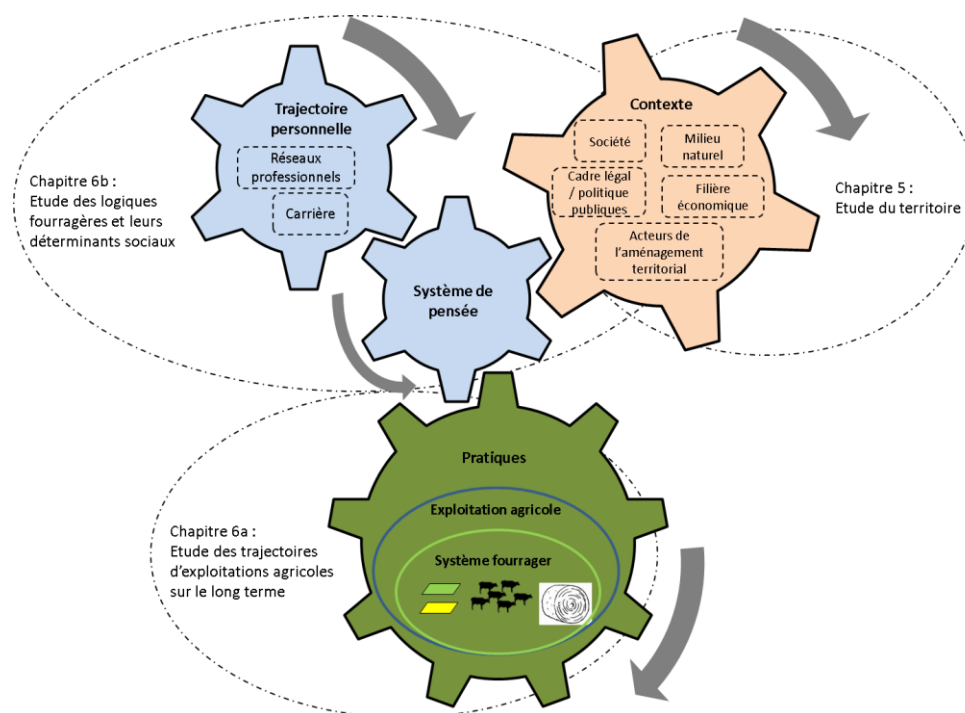 Trajectoire
personnelle
Réseaux
professionnels
Carrière
Contexte
Société
Milieu
naturel
Cadre légal
/ politique
publiques
Filière
économique
Acteurs de
l'aménagement
territorial
Chapitre 6b :
Etude des logiques
fourragères et leurs
déterminants sociaux
Chapitre 5 :
Etude du territoire
Système de
pensée
Pratiques
Exploitation agricole
Système fourrager
Chapitre 6a :
Etude des trajectoires
d'exploitations agricoles
sur le long terme